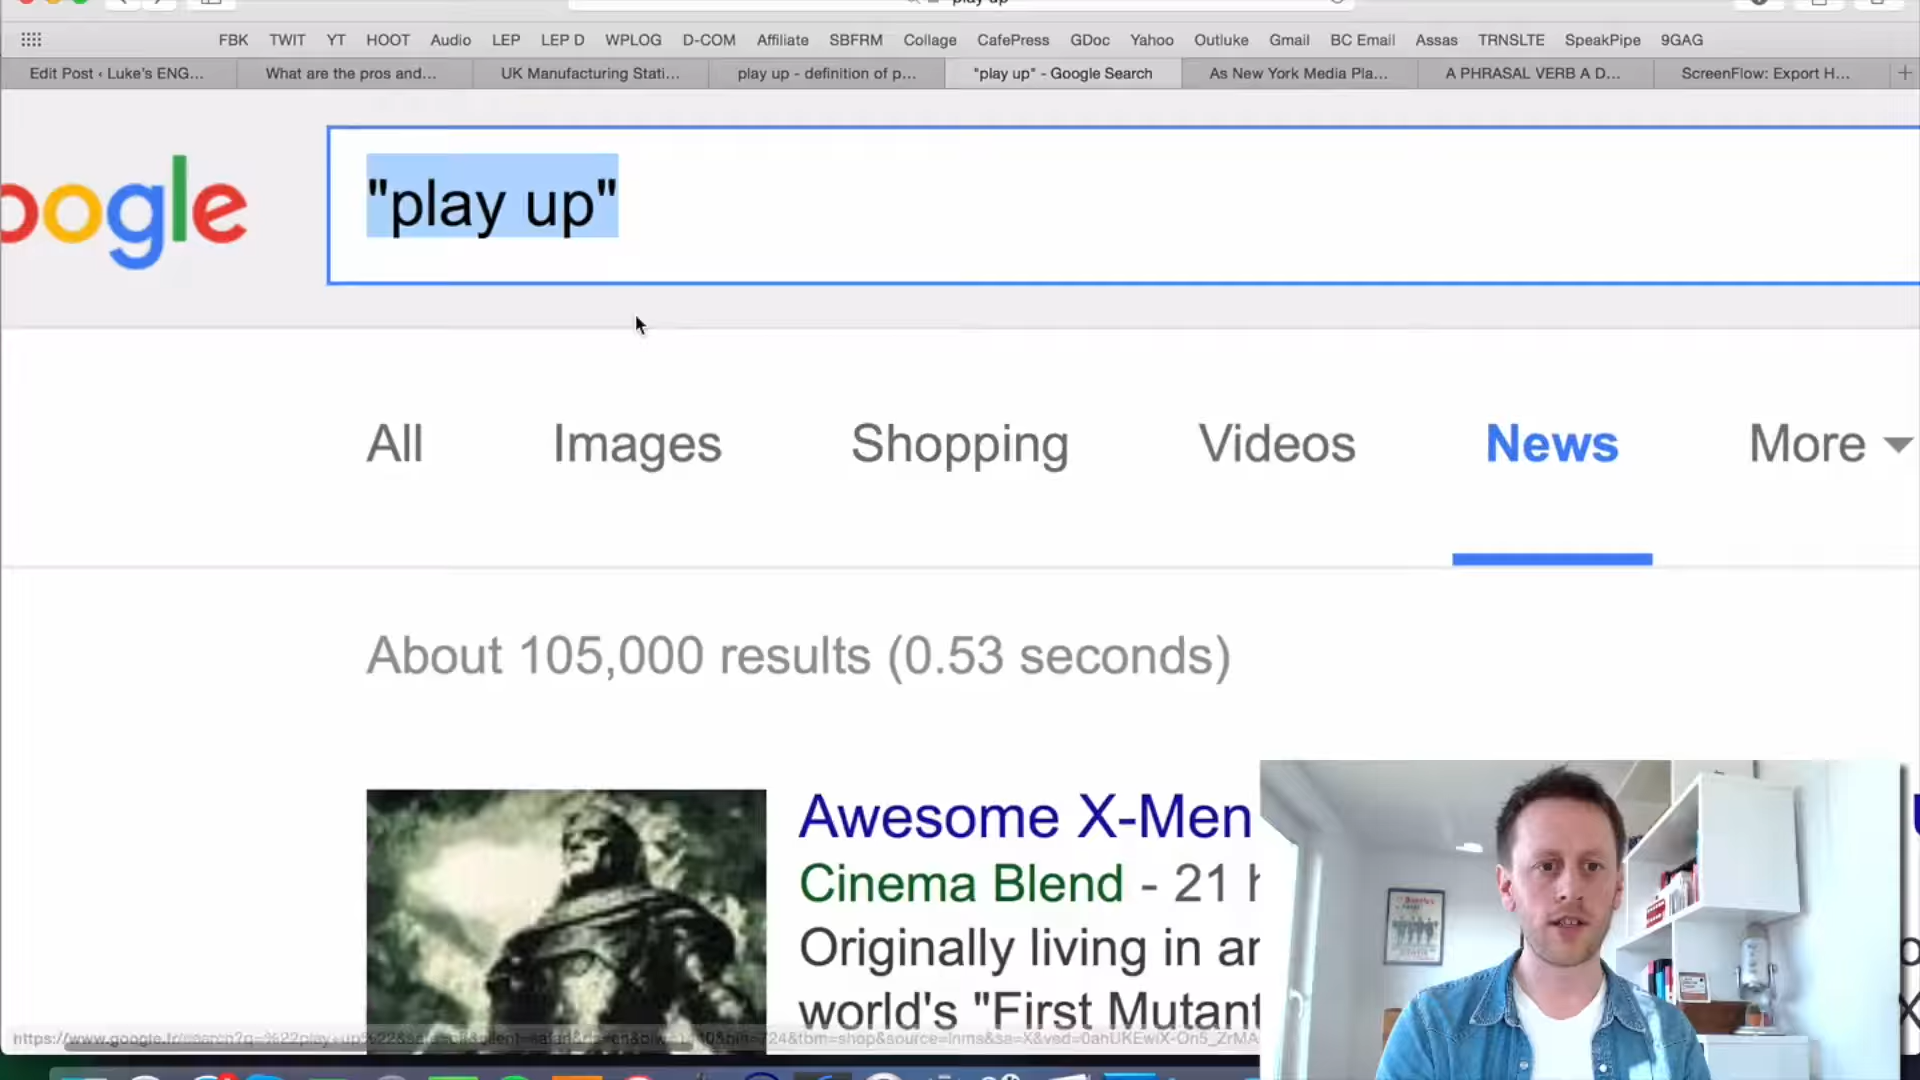 play up
FBK TWIT YT HOOT Audio LEP LEP D WPLOG D-COM Affiliate SBFRM Collage CafePress GDoc Yahoo Outluke Gmail BC Email Assas TRNSLTE SpeakPipe 9GAG
Edit Post ‹ Luke's ENG... What are the pros and... UK Manufacturing Stati... play up - definition of p... "play up" - Google Search As New York Media Pla... A PHRASAL VERB A D... ScreenFlow: Export H...
oogle "play up"
All Images Shopping Videos News More
About 105,000 results (0.53 seconds)
Awesome X-Men
Cinema Blend - 21 h
Originally living in an
world's "First Mutant